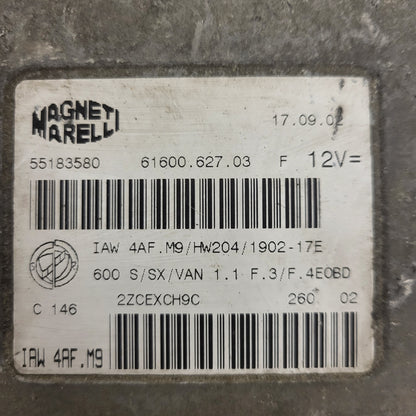 MAGNETI
MARELLI
17.09.02
55183580 61600.627.03 F 12V=
IAW 4AF.M9/HW204/1902-17E
600 S/SX/VAN 1.1 F.3/F.4EOBD
C 146 2ZCEXCH9C 260 02
IAW 4AF.M9